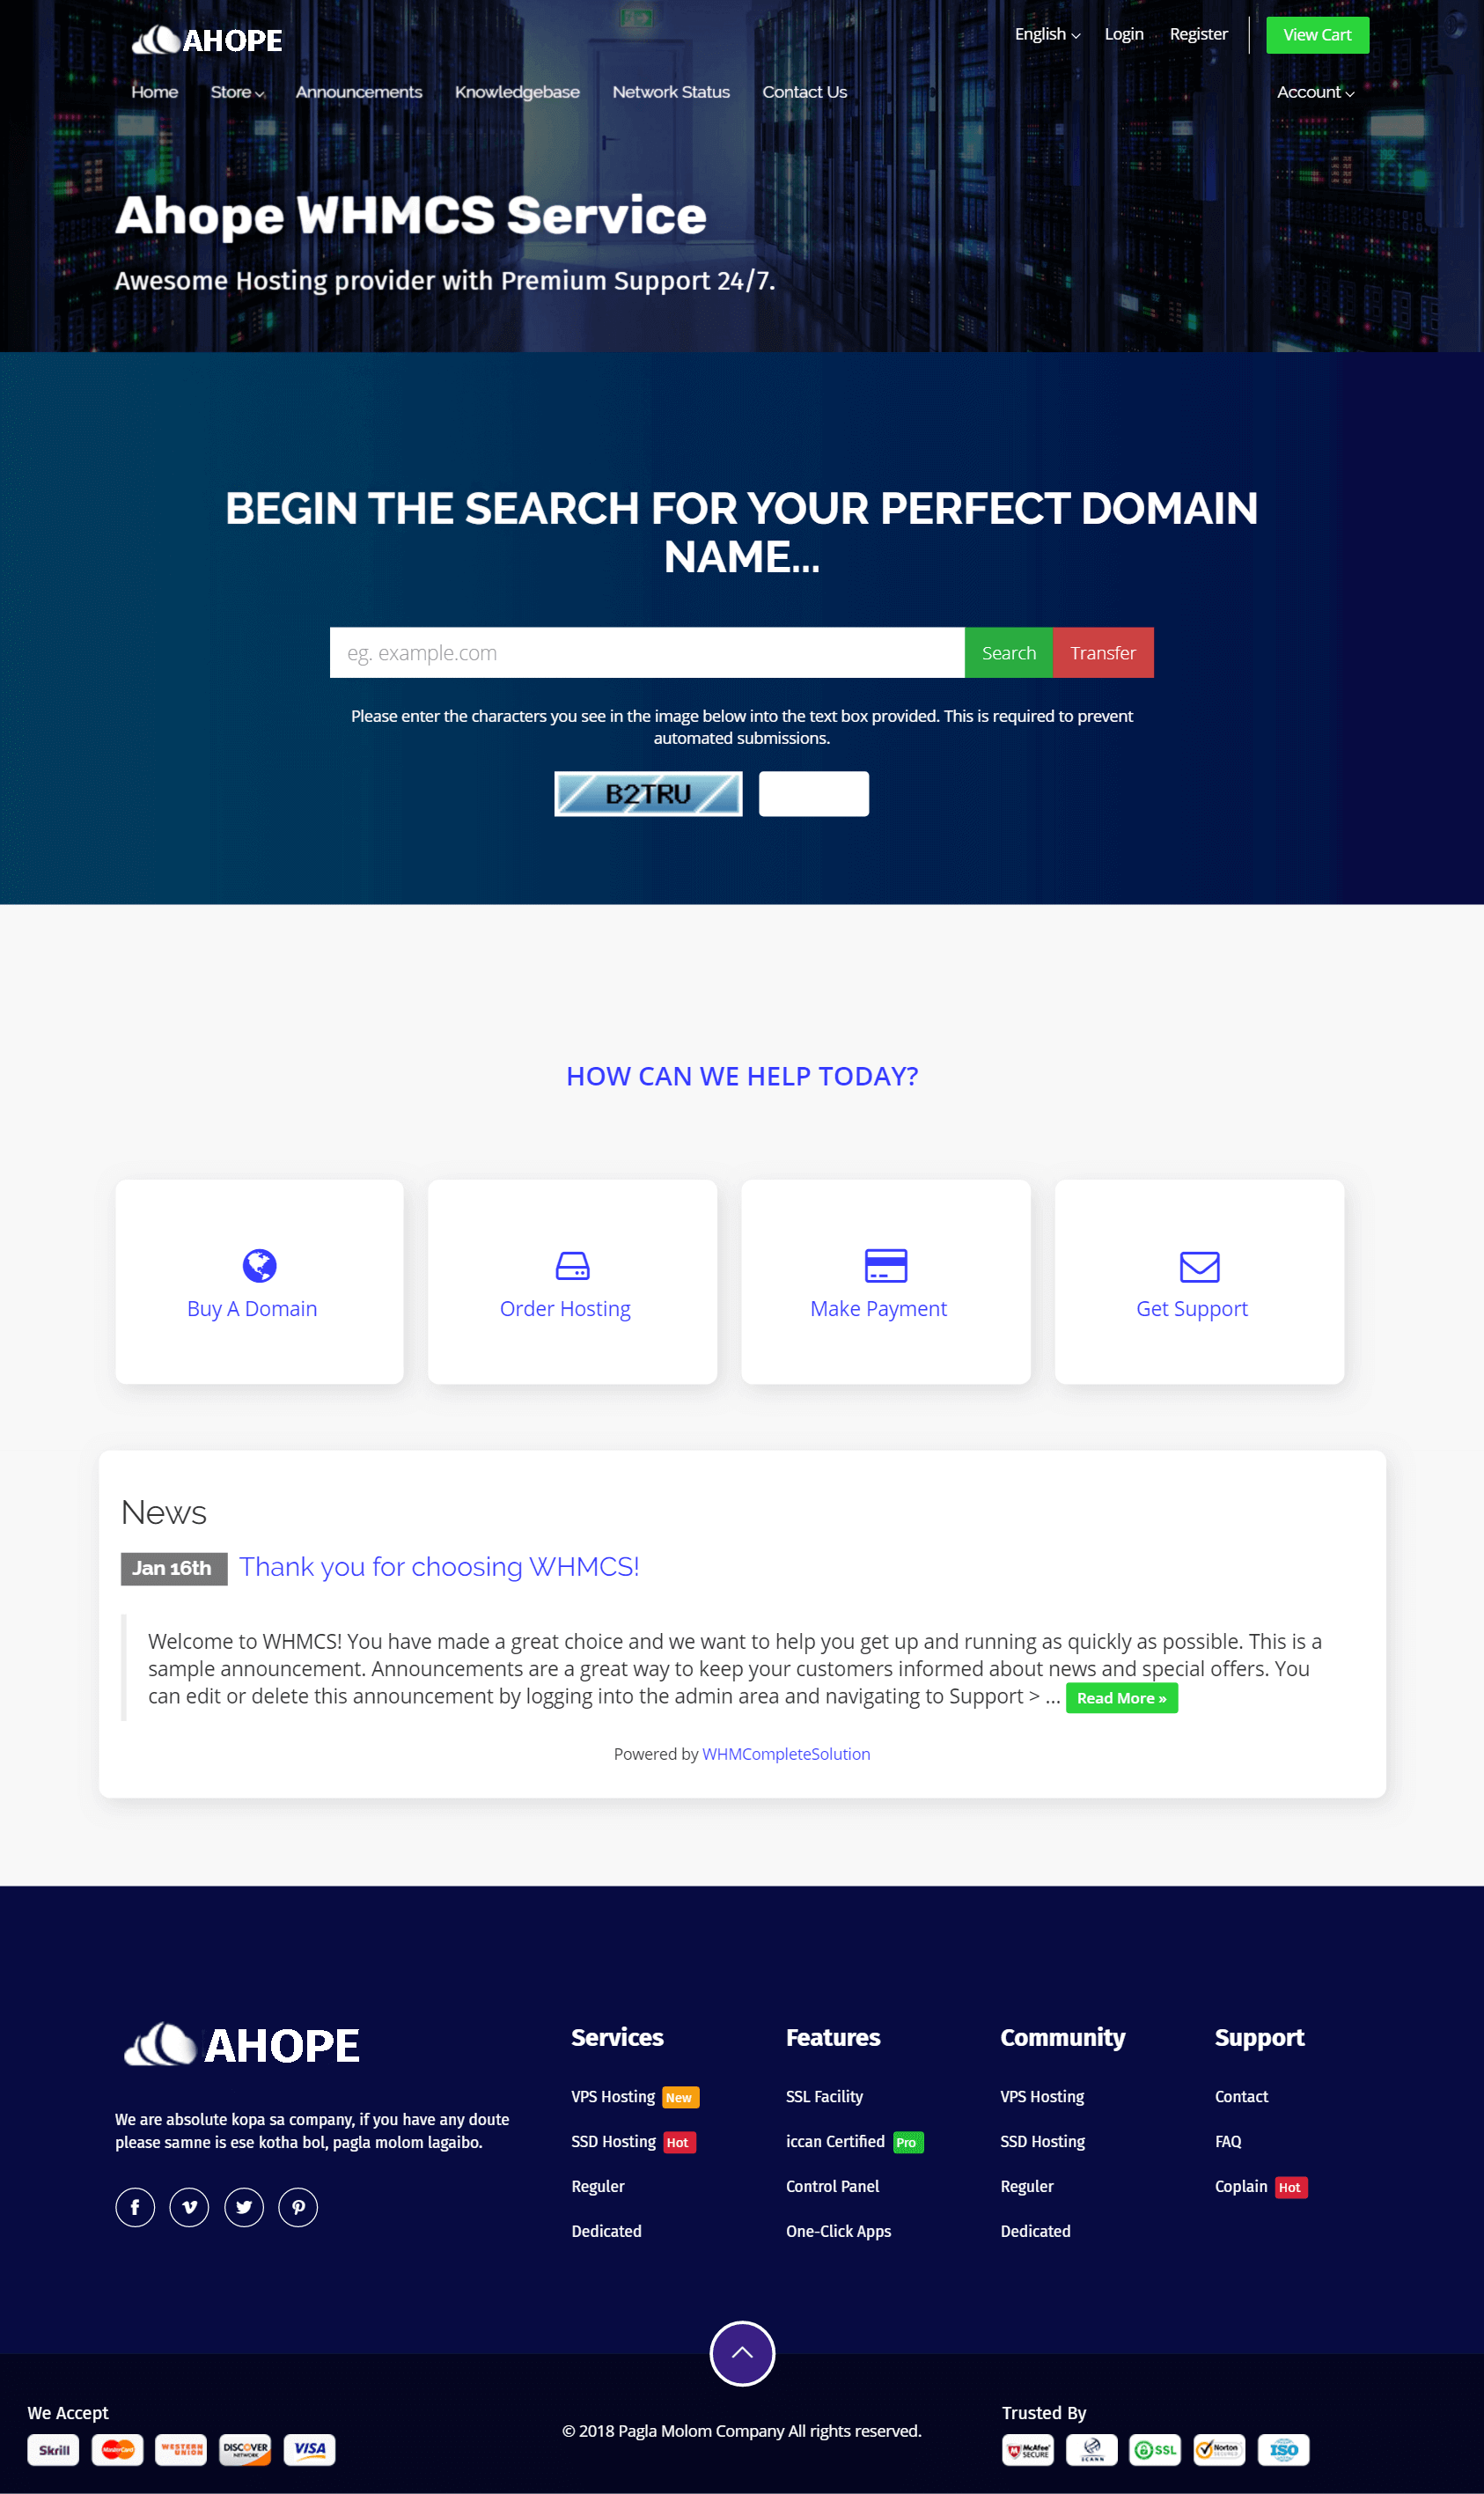 AHOPE
English
Login
Register
View Cart
Home
Store
Announcements
Knowledgebase
Network Status
Contact Us
Account
Ahope WHMCS Service
Awesome Hosting provider with Premium Support 24/7.
BEGIN THE SEARCH FOR YOUR PERFECT DOMAIN
NAME...
eg. example.com
Search
Transfer
Please enter the characters you see in the image below into the text box provided. This is required to prevent
automated submissions.
B2TRU
HOW CAN WE HELP TODAY?
Buy A Domain
Order Hosting
Make Payment
Get Support
News
Jan 16th
Thank you for choosing WHMCS!
Welcome to WHMCS! You have made a great choice and we want to help you get up and running as quickly as possible. This is a
sample announcement. Announcements are a great way to keep your customers informed about news and special offers. You
can edit or delete this announcement by logging into the admin area and navigating to Support > ... Read More »
Powered by WHMCompleteSolution
AHOPE
We are absolute kopa sa company, if you have any doute
please samne is ese kotha bol, pagla molom lagaibo.
Services
VPS Hosting New
SSD Hosting Hot
Reguler
Dedicated
Features
SSL Facility
iccan Certified Pro
Control Panel
One-Click Apps
Community
VPS Hosting
SSD Hosting
Reguler
Dedicated
Support
Contact
FAQ
Coplain Hot
We Accept
Skrill
MasterCard
WESTERN
UNION
DISCOVER
NETWORK
VISA
© 2018 Pagla Molom Company All rights reserved.
Trusted By
McAfee
SECURE
ICANN
SSL
Norton
SECURED
ISO